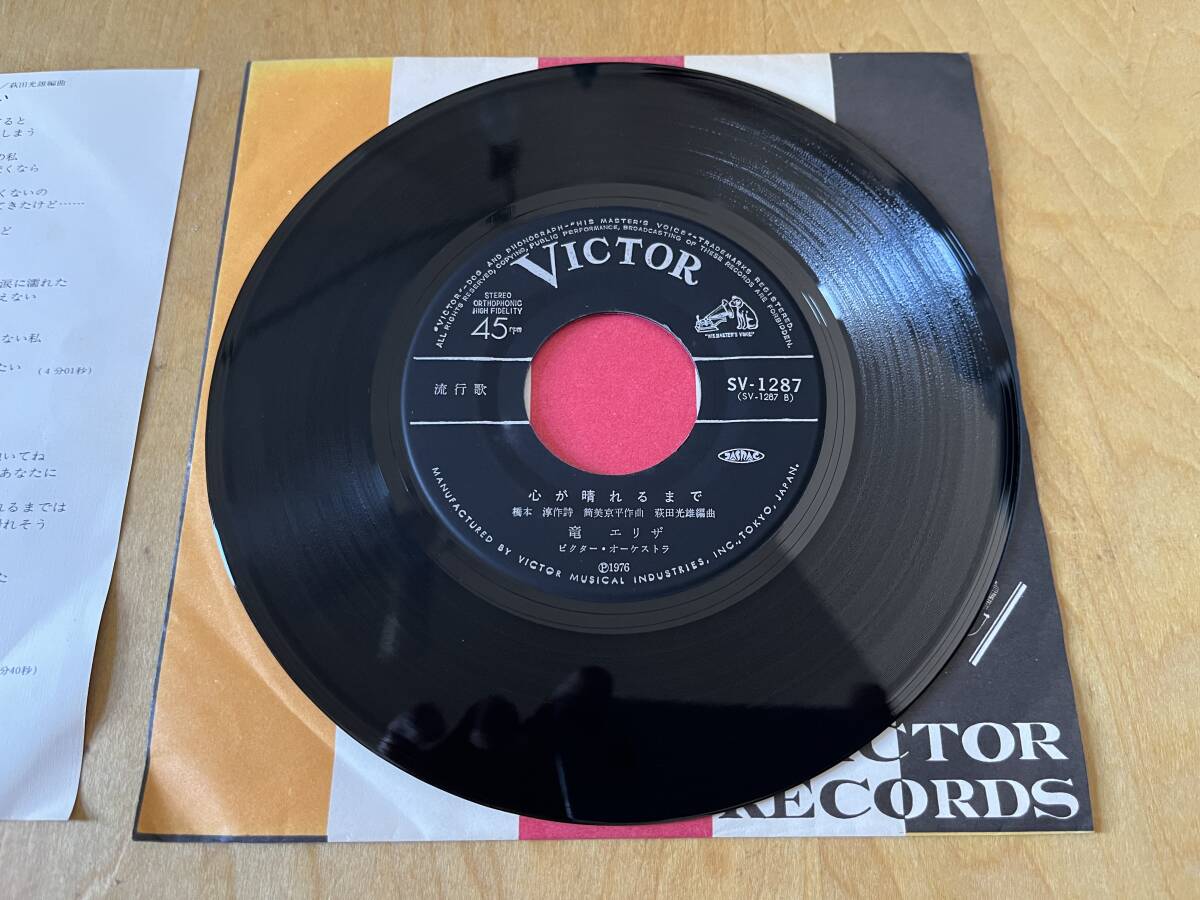 ／萩田光雄編曲
い
ると
しまう
の私
くなら
くないの
てきたけど……
ど
涙に濡れた
えない
ない私
たい (4分01秒)
いてね
あなたに
れるまでは
れそう
た
分40秒)
"VICTOR"-DOG AND PHONOGRAPH-"HIS MASTER'S VOICE"-TRADEMARKS REGISTERED.
ALL RIGHTS RESERVED, COPYING, PUBLIC PERFORMANCE, BROADCASTING OF THESE RECORDS ARE FORBIDDEN.
VICTOR
STEREO
ORTHOPHONIC
HIGH FIDELITY
45rpm
"HIS MASTER'S VOICE"
流行歌
SV-1287
(SV-1287 B)
JASRAC
心が晴れるまで
橋本 淳作詩 筒美京平作曲 萩田光雄編曲
竜 エリザ
ビクター・オーケストラ
Ⓟ1976
MANUFACTURED BY VICTOR MUSICAL INDUSTRIES, INC., TOKYO, JAPAN.
ICTOR
RECORDS